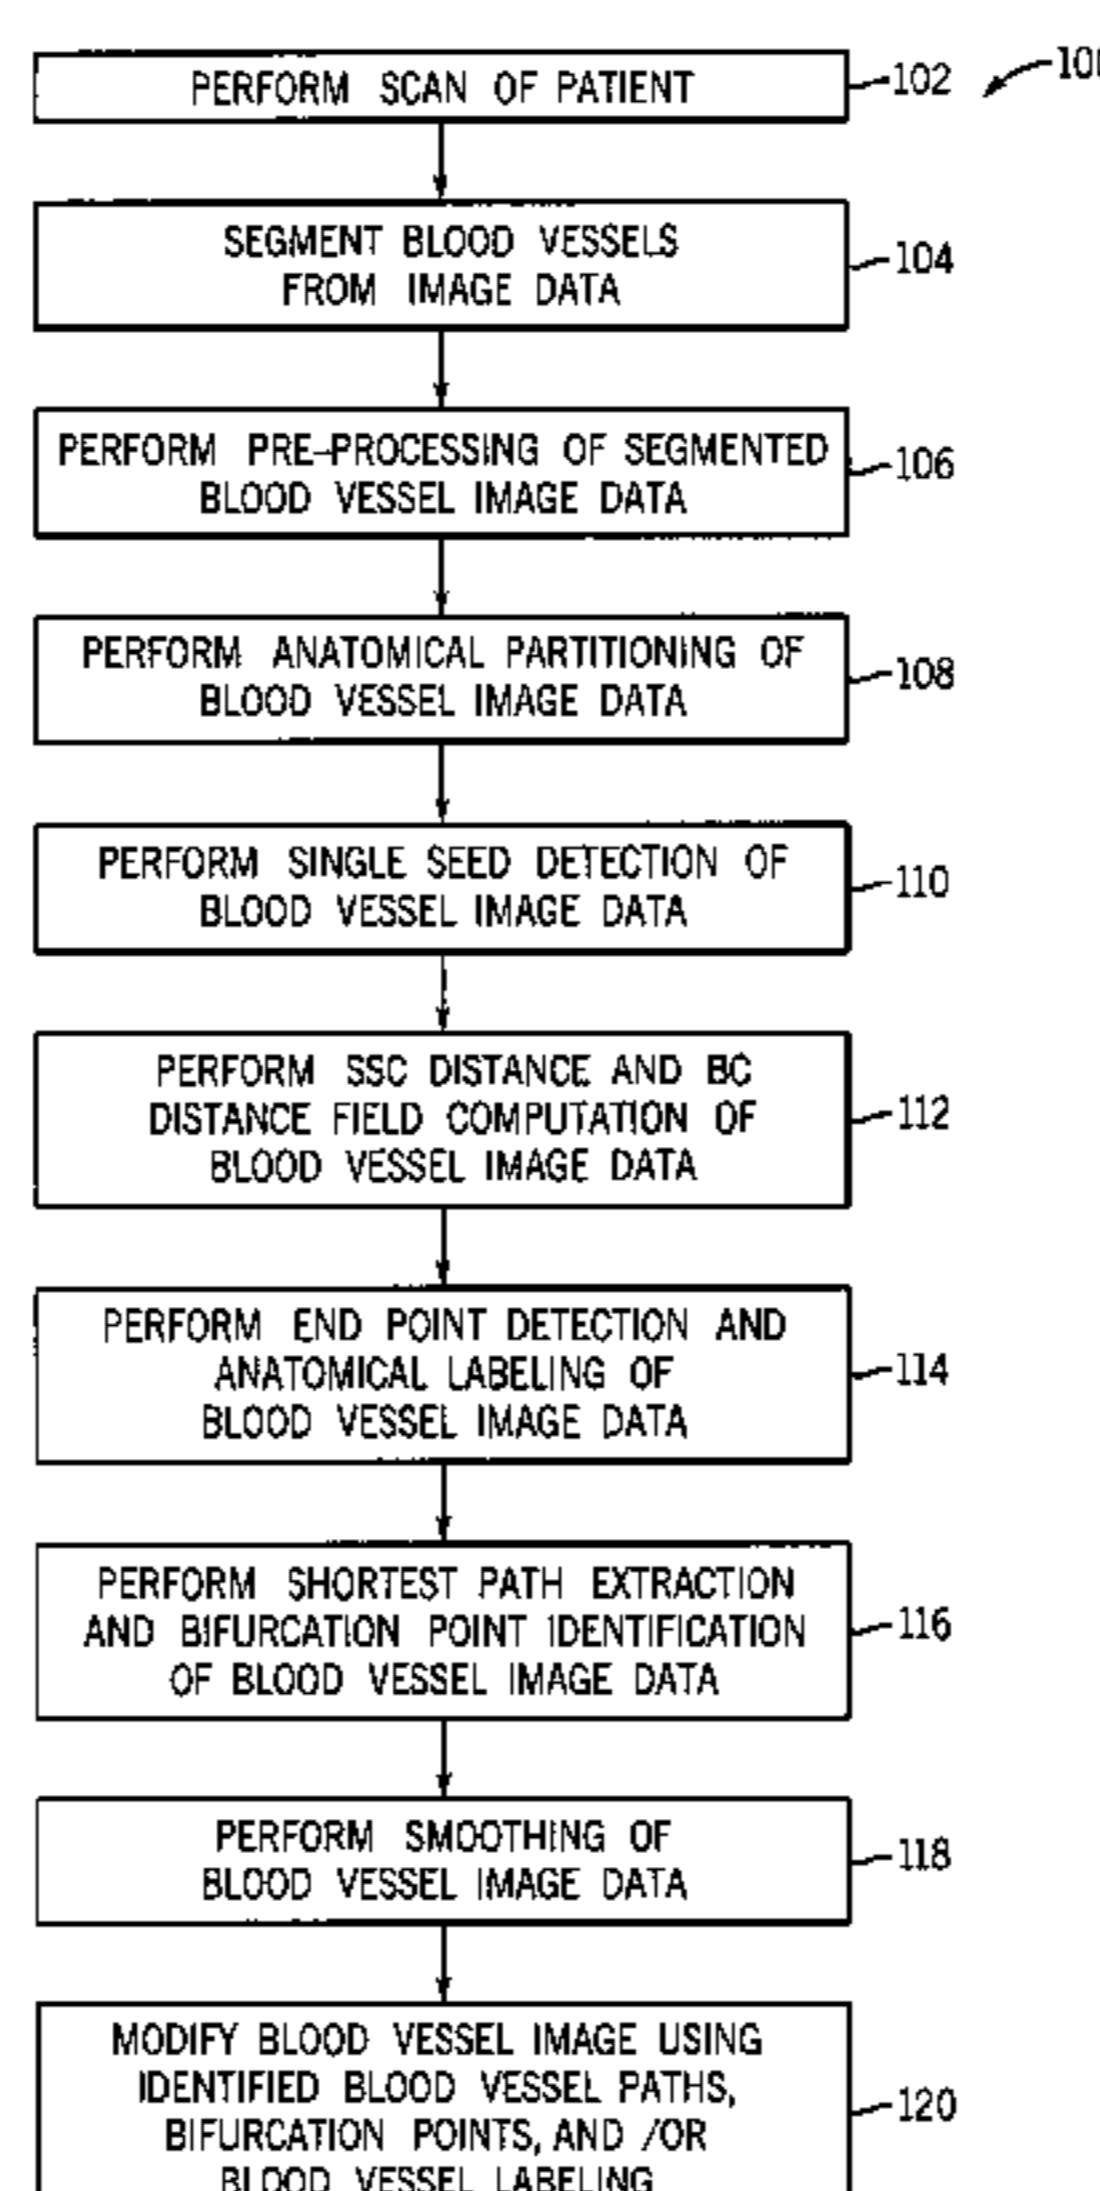 PERFORM SCAN OF PATIENT
102
SEGMENT BLOOD VESSELS
FROM IMAGE DATA
104
PERFORM PRE-PROCESSING OF SEGMENTED
BLOOD VESSEL IMAGE DATA
106
PERFORM ANATOMICAL PARTITIONING OF
BLOOD VESSEL IMAGE DATA
108
PERFORM SINGLE SEED DETECTION OF
BLOOD VESSEL IMAGE DATA
110
PERFORM SSC DISTANCE AND BC
DISTANCE FIELD COMPUTATION OF
BLOOD VESSEL IMAGE DATA
112
PERFORM END POINT DETECTION AND
ANATOMICAL LABELING OF
BLOOD VESSEL IMAGE DATA
114
PERFORM SHORTEST PATH EXTRACTION
AND BIFURCATION POINT IDENTIFICATION
OF BLOOD VESSEL IMAGE DATA
116
PERFORM SMOOTHING OF
BLOOD VESSEL IMAGE DATA
118
MODIFY BLOOD VESSEL IMAGE USING
IDENTIFIED BLOOD VESSEL PATHS,
BIFURCATION POINTS, AND /OR
BLOOD VESSEL LABELING
120